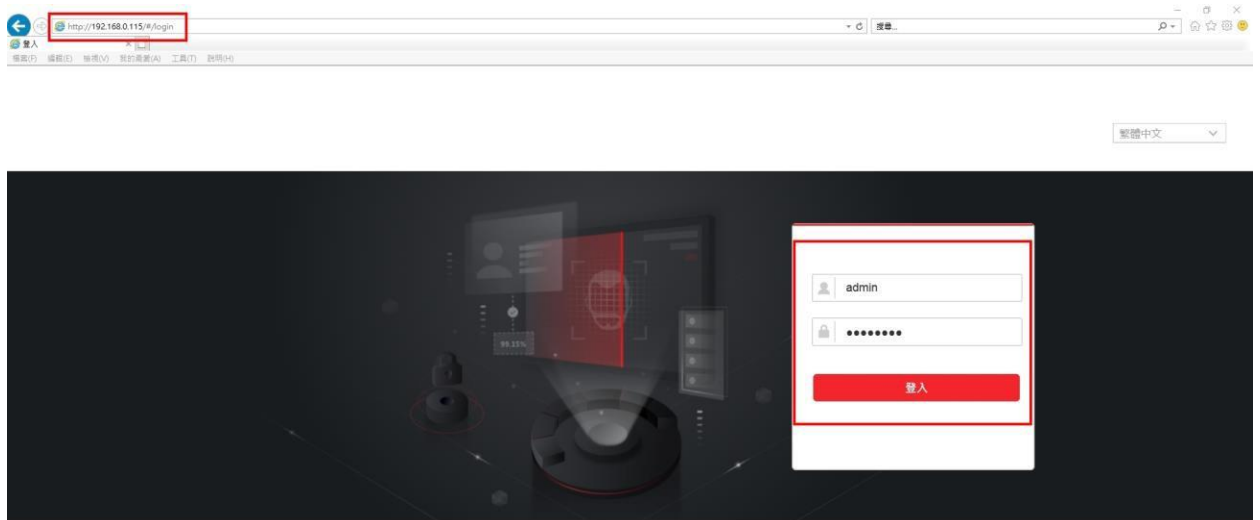 http://192.168.0.115/#/login
搜尋...
登入
檔案(F) 編輯(E) 檢視(V) 我的最愛(A) 工具(T) 說明(H)
繁體中文
99.35%
admin
登入